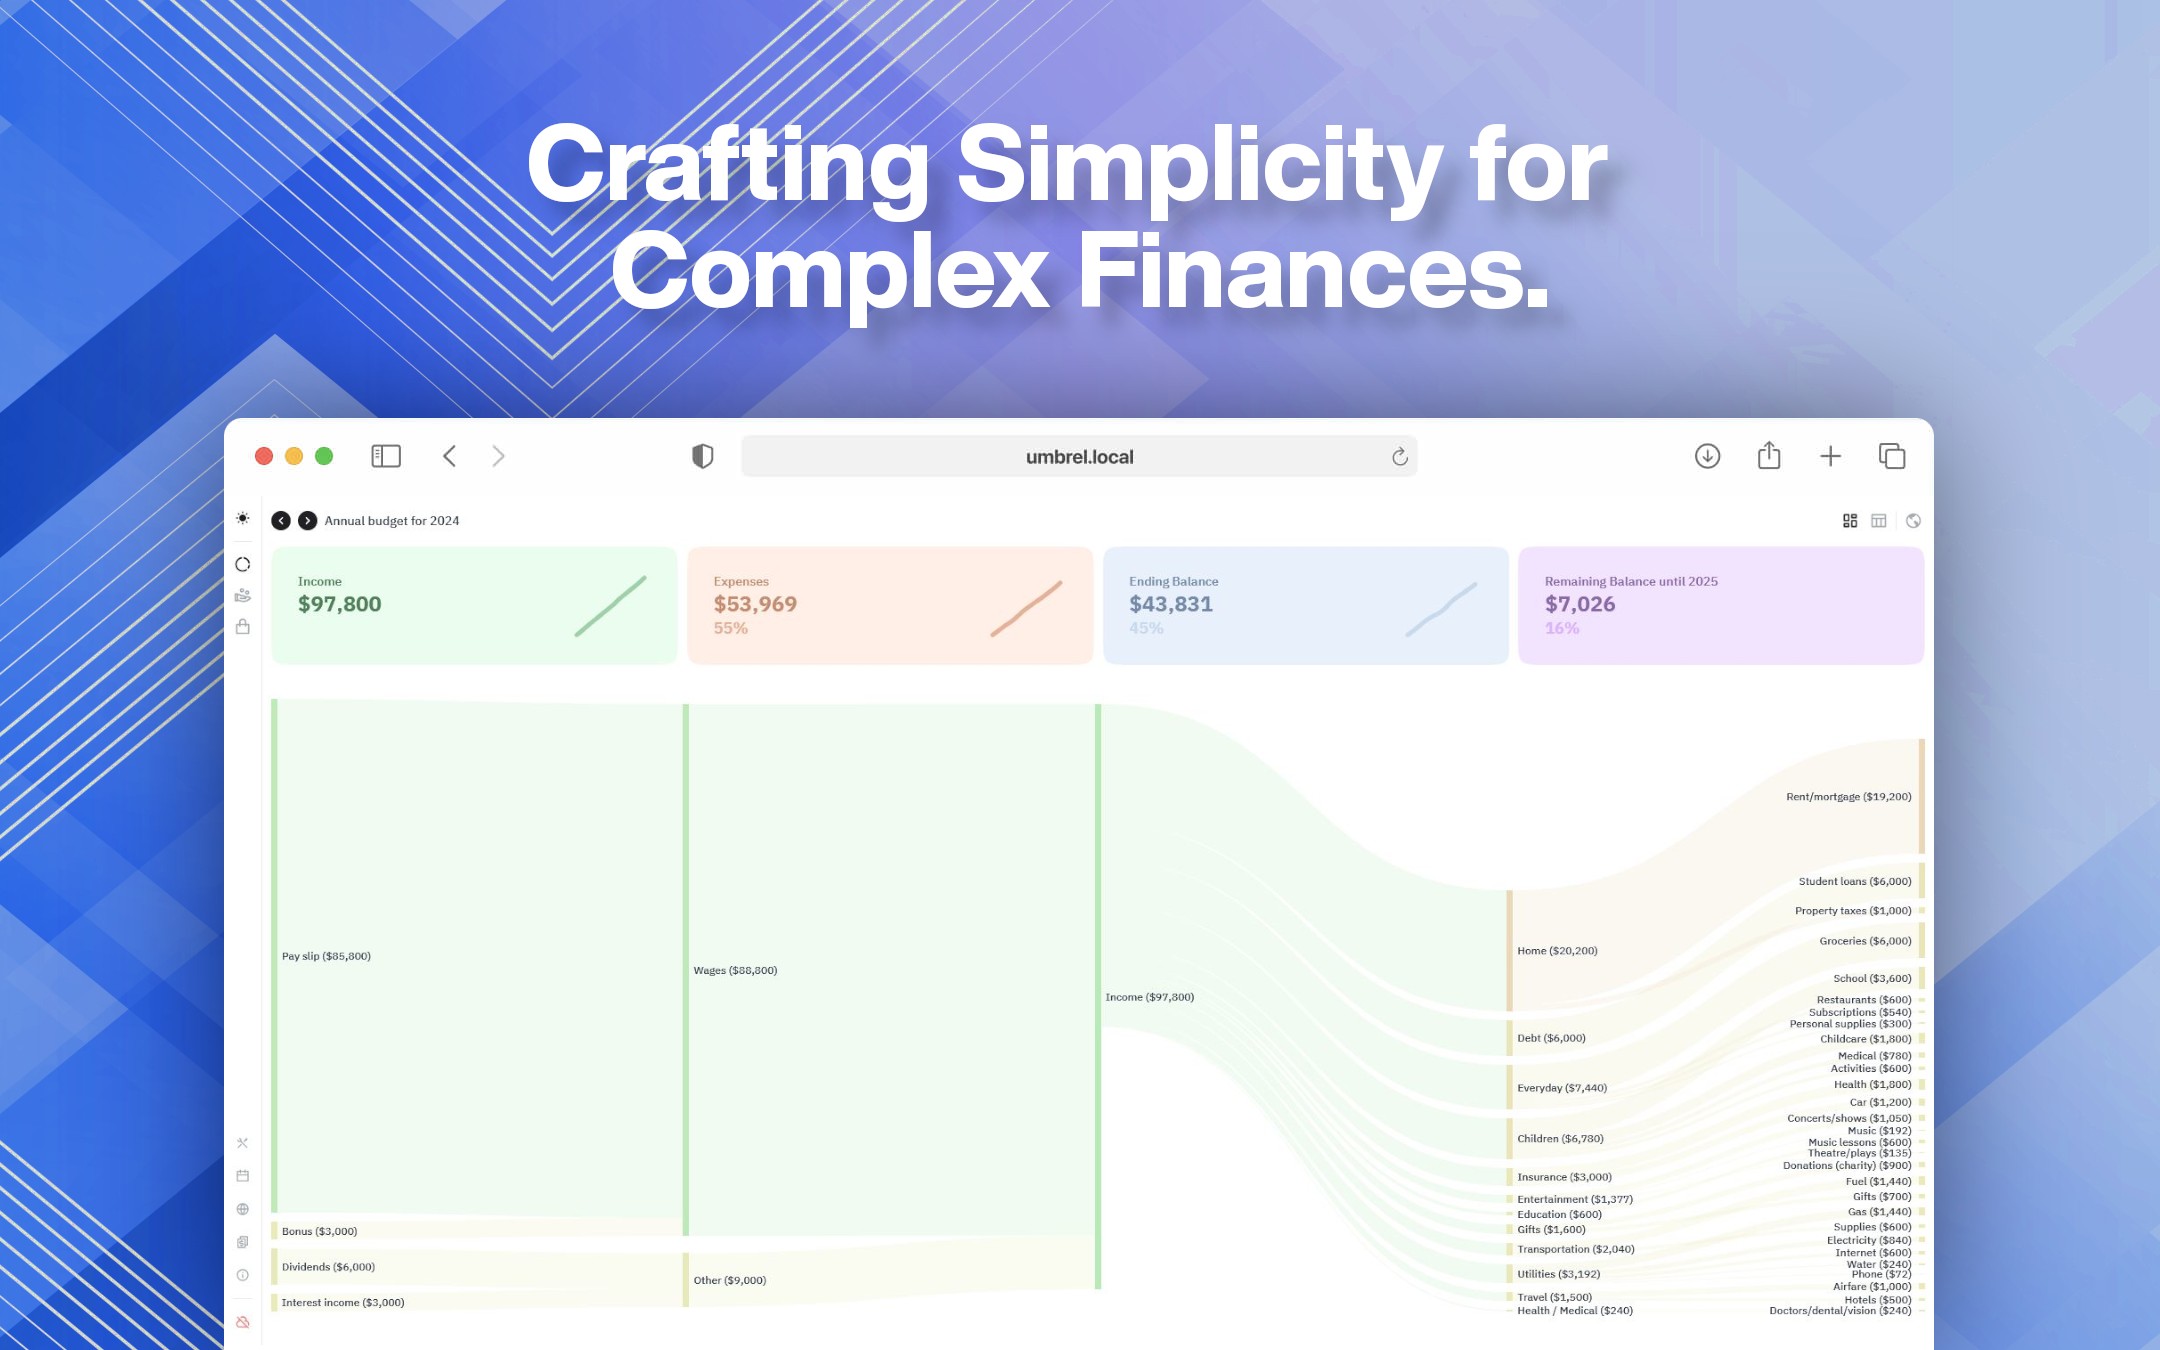 Crafting Simplicity for
Complex Finances.
umbrel.local
Annual budget for 2024
Income
$97,800
Expenses
$53,969
55%
Ending Balance
$43,831
45%
Remaining Balance until 2025
$7,026
16%
Pay slip ($85,800)
Bonus ($3,000)
Dividends ($6,000)
Interest income ($3,000)
Wages ($88,800)
Other ($9,000)
Income ($97,800)
Home ($20,200)
Debt ($6,000)
Everyday ($7,440)
Children ($6,780)
Insurance ($3,000)
Entertainment ($1,377)
Education ($600)
Gifts ($1,600)
Transportation ($2,040)
Utilities ($3,192)
Travel ($1,500)
Health / Medical ($240)
Rent/mortgage ($19,200)
Student loans ($6,000)
Property taxes ($1,000)
Groceries ($6,000)
School ($3,600)
Restaurants ($600)
Subscriptions ($540)
Personal supplies ($300)
Childcare ($1,800)
Medical ($780)
Activities ($600)
Health ($1,800)
Car ($1,200)
Concerts/shows ($1,050)
Music ($192)
Music lessons ($600)
Theatre/plays ($135)
Donations (charity) ($900)
Fuel ($1,440)
Gifts ($700)
Gas ($1,440)
Supplies ($600)
Electricity ($840)
Internet ($600)
Water ($240)
Phone ($72)
Airfare ($1,000)
Hotels ($500)
Doctors/dental/vision ($240)